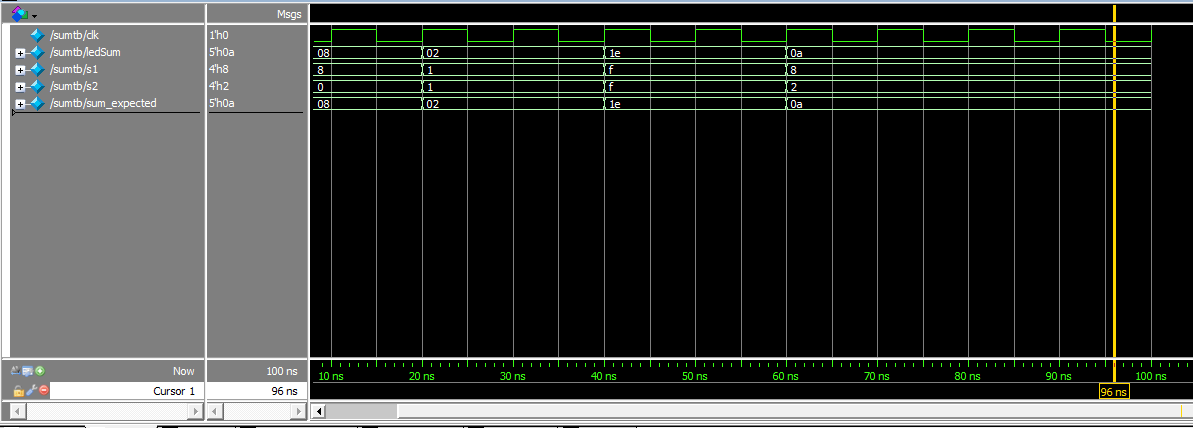 Msgs
/sumtb/clk 1'h0
/sumtb/ledSum 5'h0a 08 02 1e 0a
/sumtb/s1 4'h8 8 1 f 8
/sumtb/s2 4'h2 0 1 f 2
/sumtb/sum_expected 5'h0a 08 02 1e 0a
Now 100 ns 10 ns 20 ns 30 ns 40 ns 50 ns 60 ns 70 ns 80 ns 90 ns 100 ns
Cursor 1 96 ns 96 ns